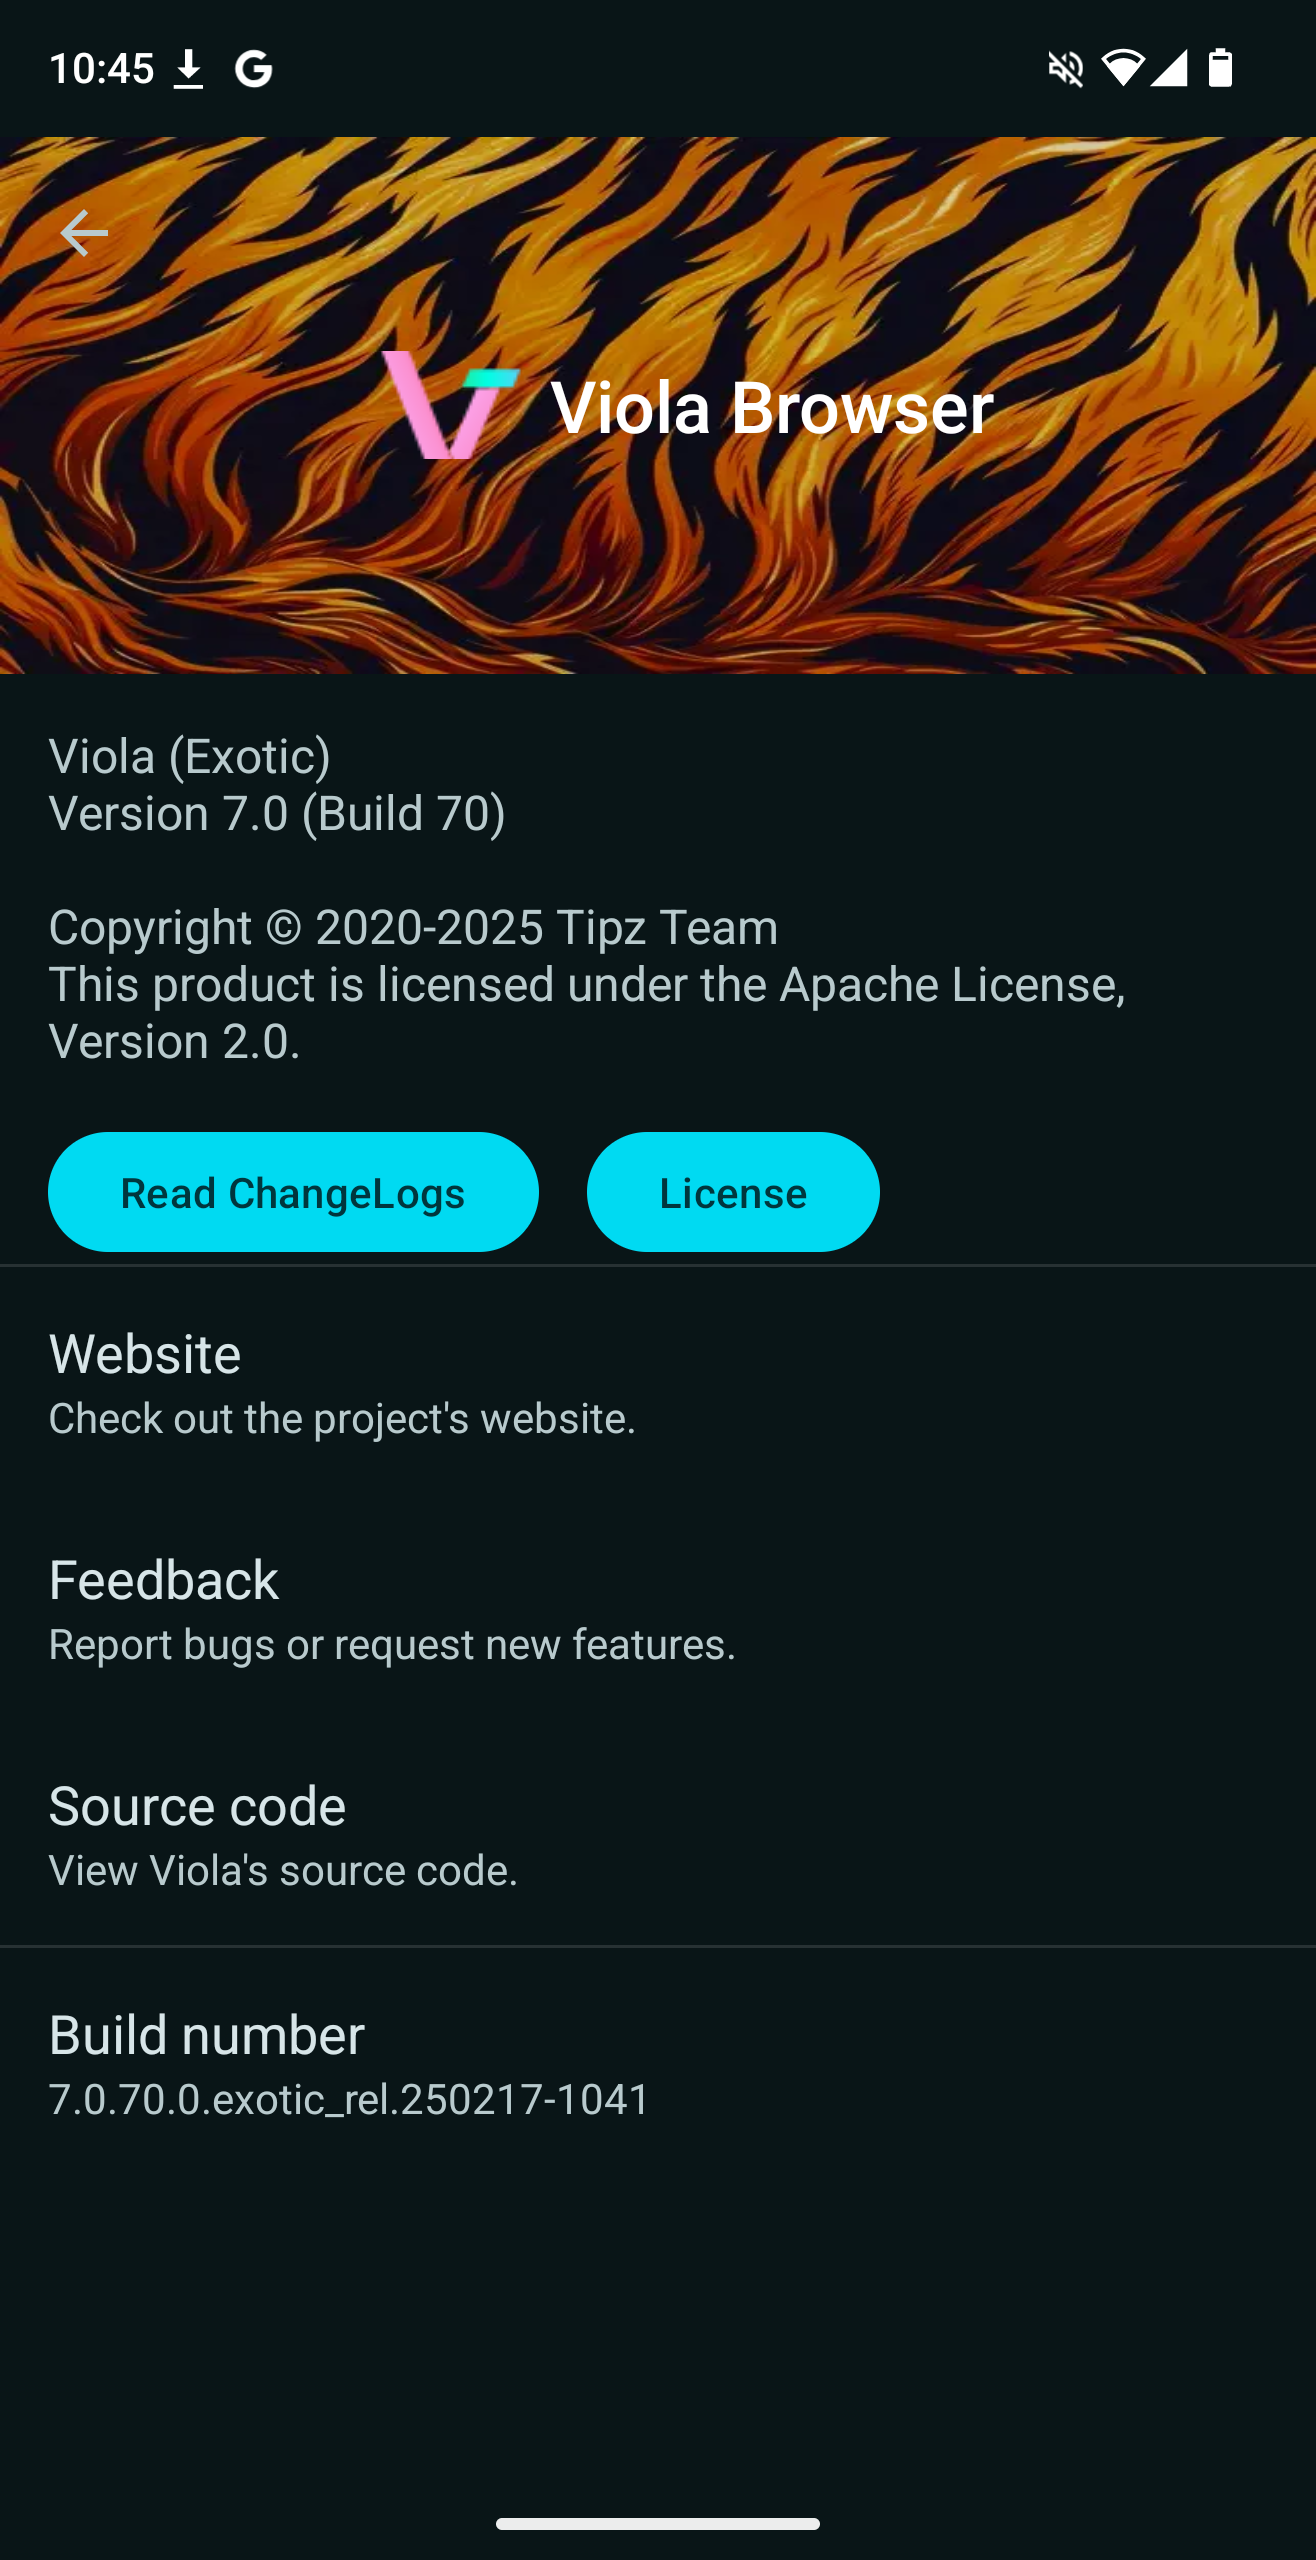 10:45
Viola Browser
Viola (Exotic)
Version 7.0 (Build 70)
Copyright © 2020-2025 Tipz Team
This product is licensed under the Apache License,
Version 2.0.
Read ChangeLogs
License
Website
Check out the project's website.
Feedback
Report bugs or request new features.
Source code
View Viola's source code.
Build number
7.0.70.0.exotic_rel.250217-1041